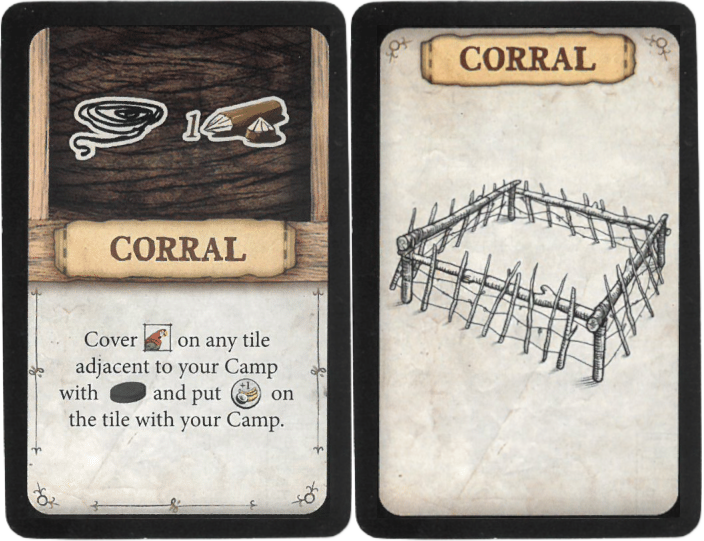 1
CORRAL
Cover on any tile
adjacent to your Camp
with and put +1 on
the tile with your Camp.
CORRAL